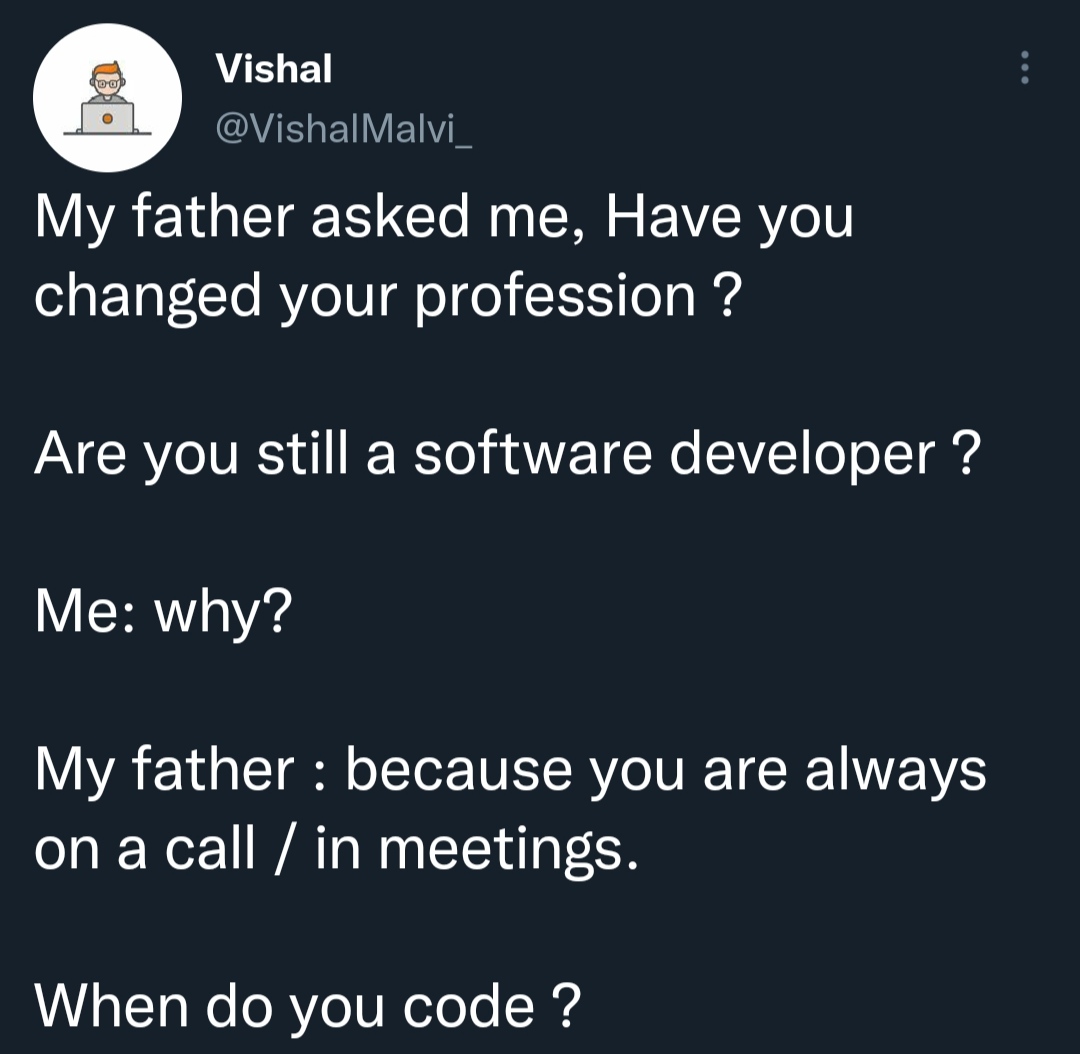 Vishal
@VishalMalvi_
My father asked me, Have you
changed your profession ?
Are you still a software developer ?
Me: why?
My father : because you are always
on a call / in meetings.
When do you code ?